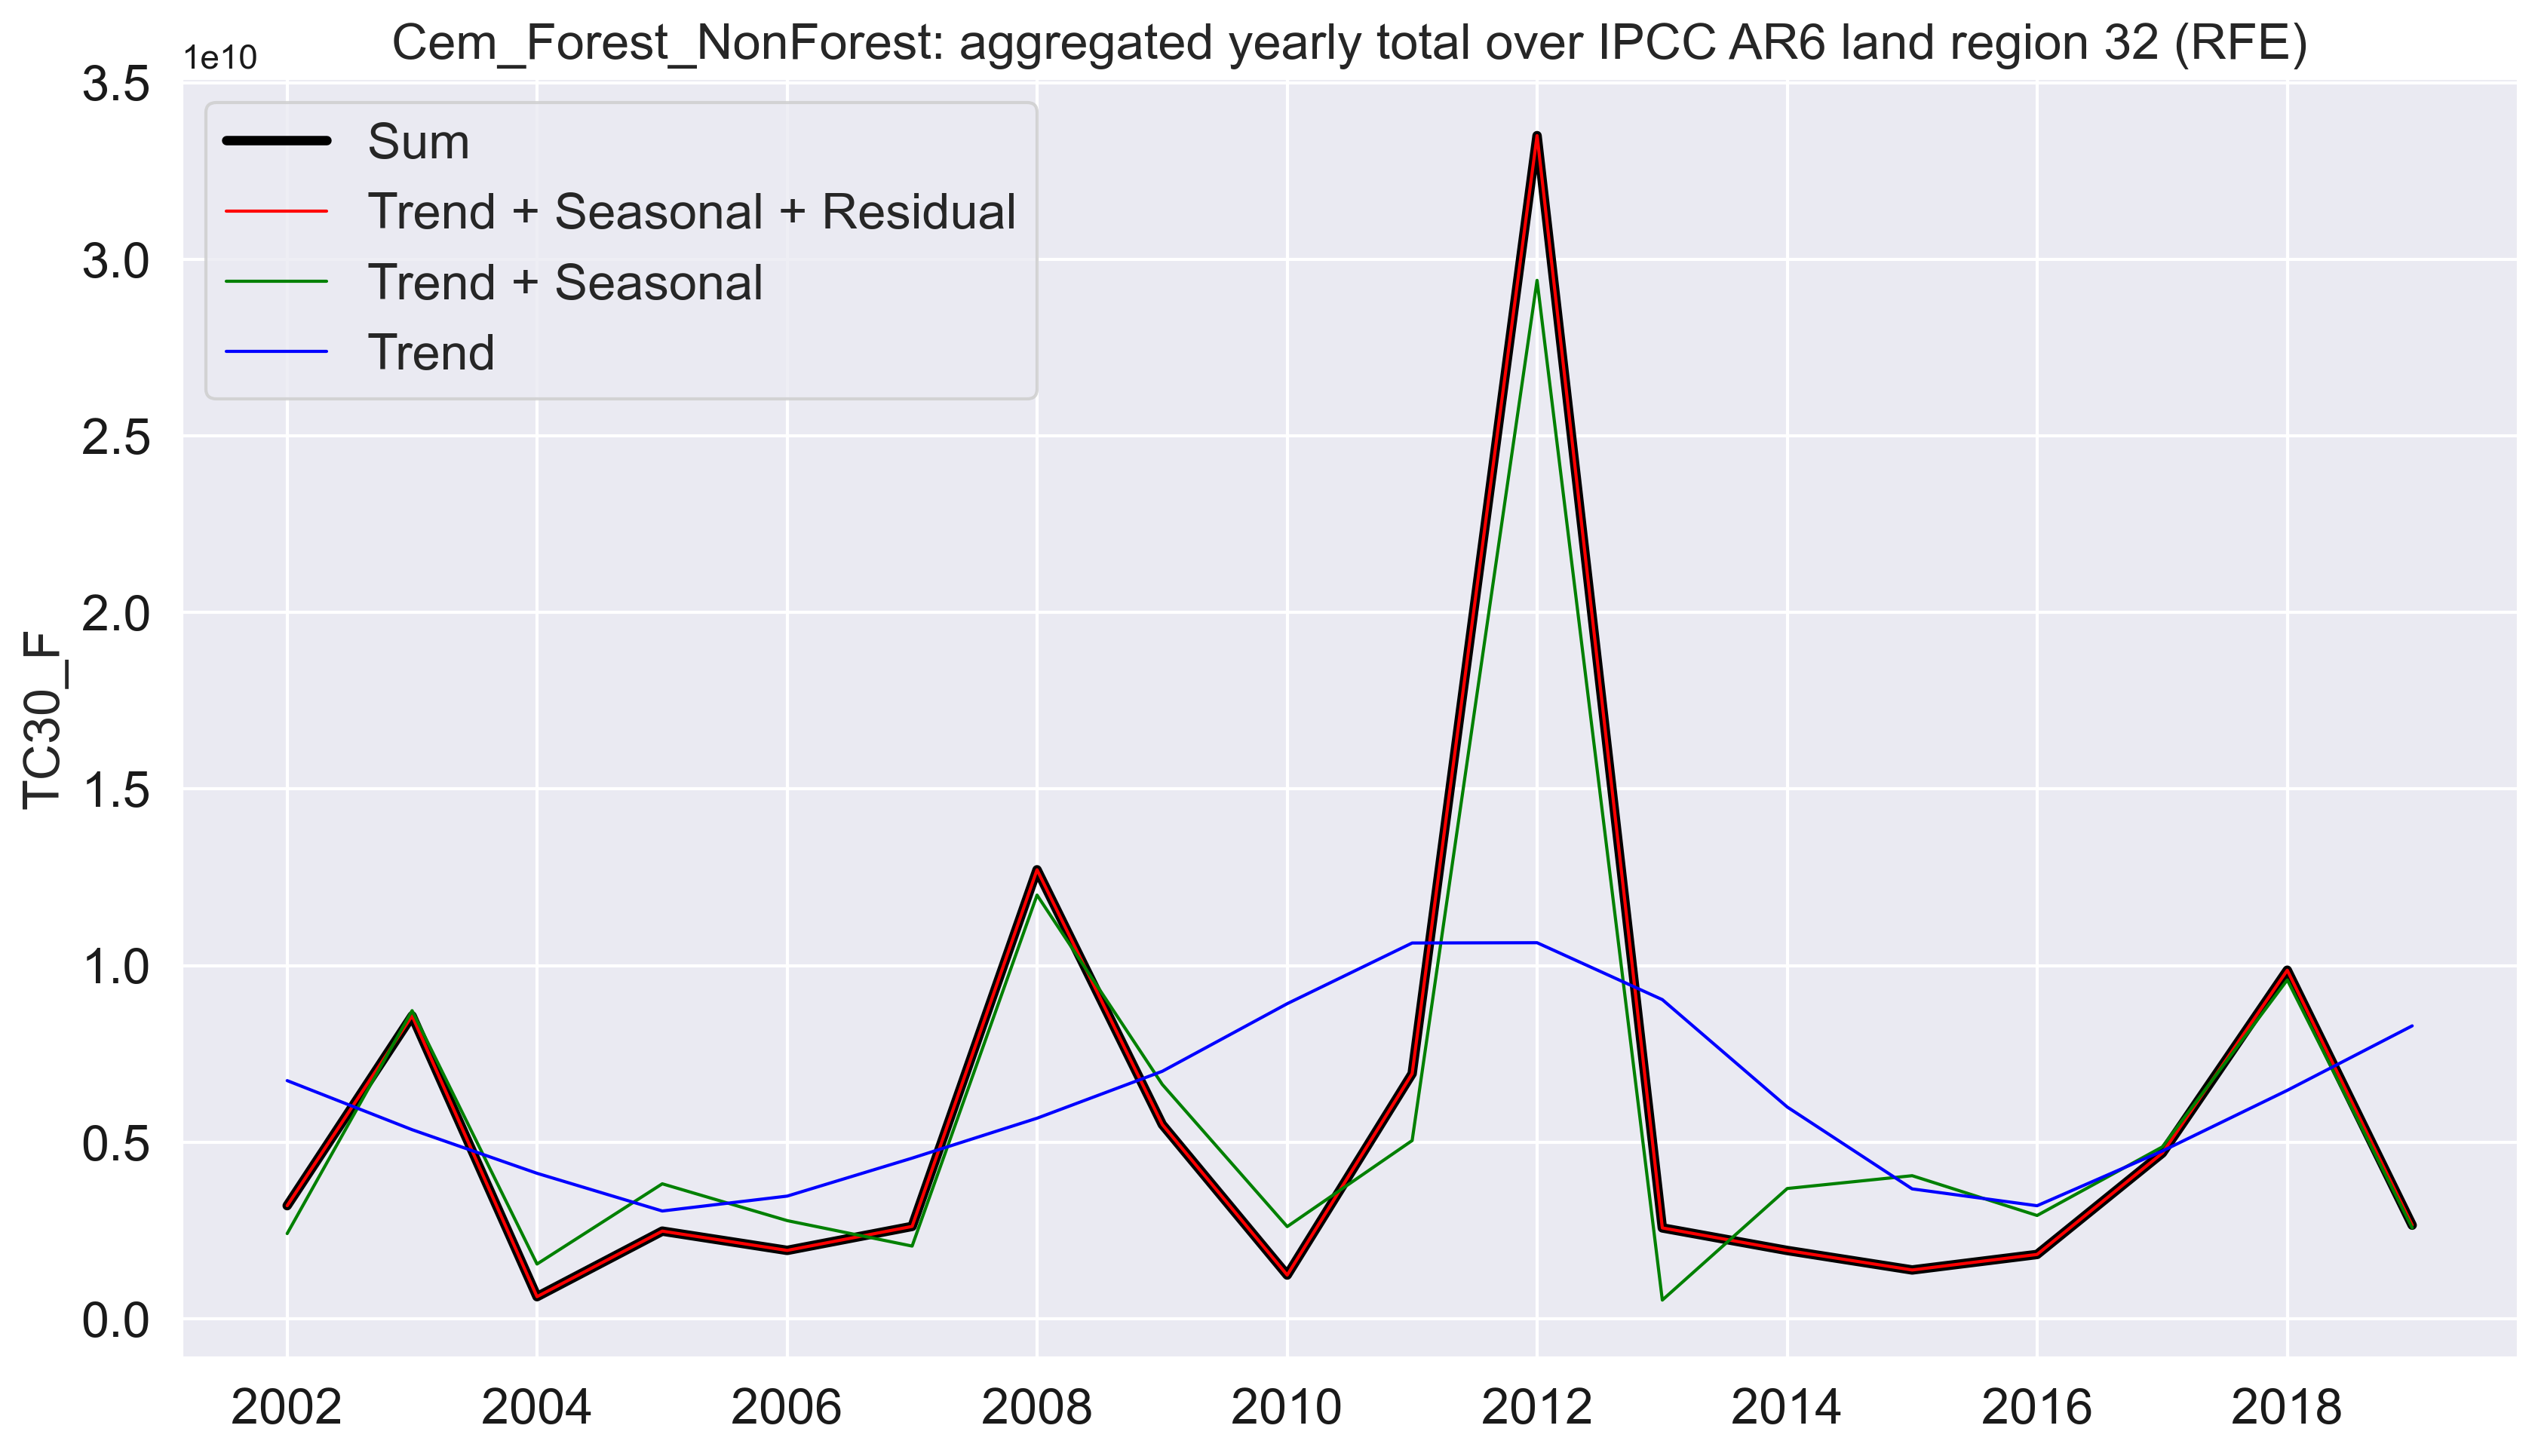 Cem_Forest_NonForest: aggregated yearly total over IPCC AR6 land region 32 (RFE)
1e10
3.5
3.0
2.5
2.0
1.5
1.0
0.5
0.0
TC30_F
Sum
Trend + Seasonal + Residual
Trend + Seasonal
Trend
2002 2004 2006 2008 2010 2012 2014 2016 2018